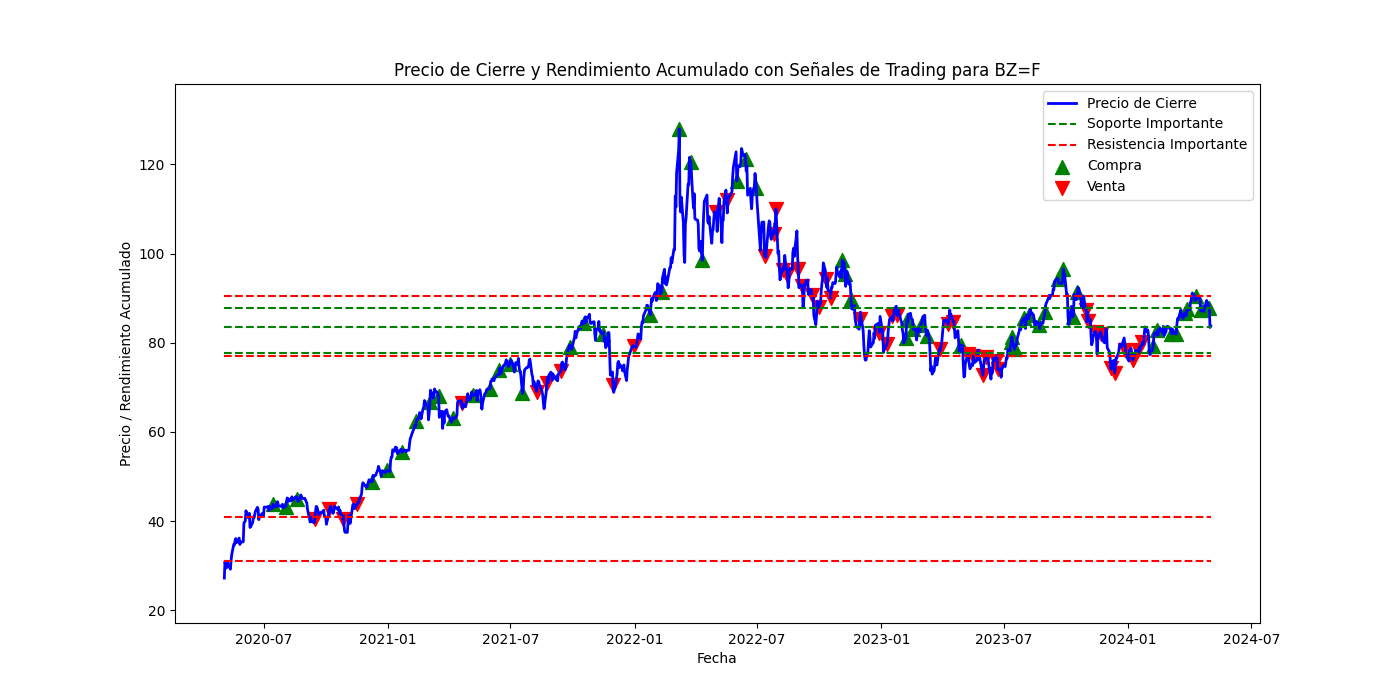 Precio de Cierre y Rendimiento Acumulado con Señales de Trading para BZ=F
Precio de Cierre
Soporte Importante
Resistencia Importante
Compra
Venta
Precio / Rendimiento Acumulado
120
100
80
60
40
20
2020-07
2021-01
2021-07
2022-01
2022-07
2023-01
2023-07
2024-01
2024-07
Fecha